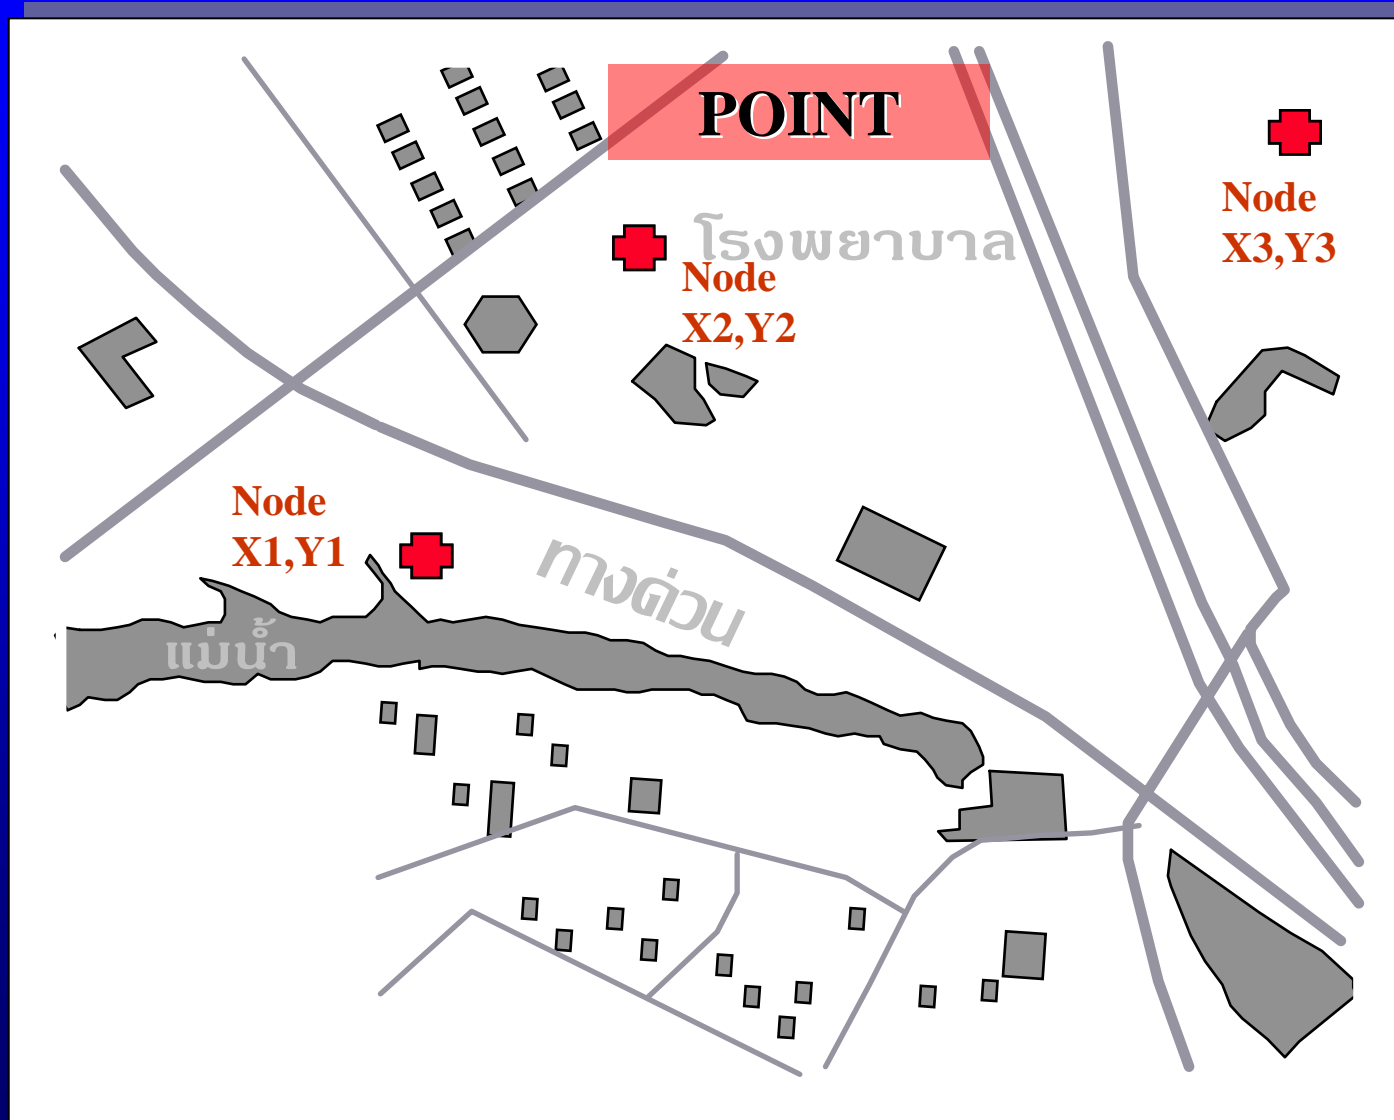 POINT
Node
X3,Y3
โรงพยาบาล
Node
X2,Y2
Node
X1,Y1
ทางด่วน
แม่น้ำ